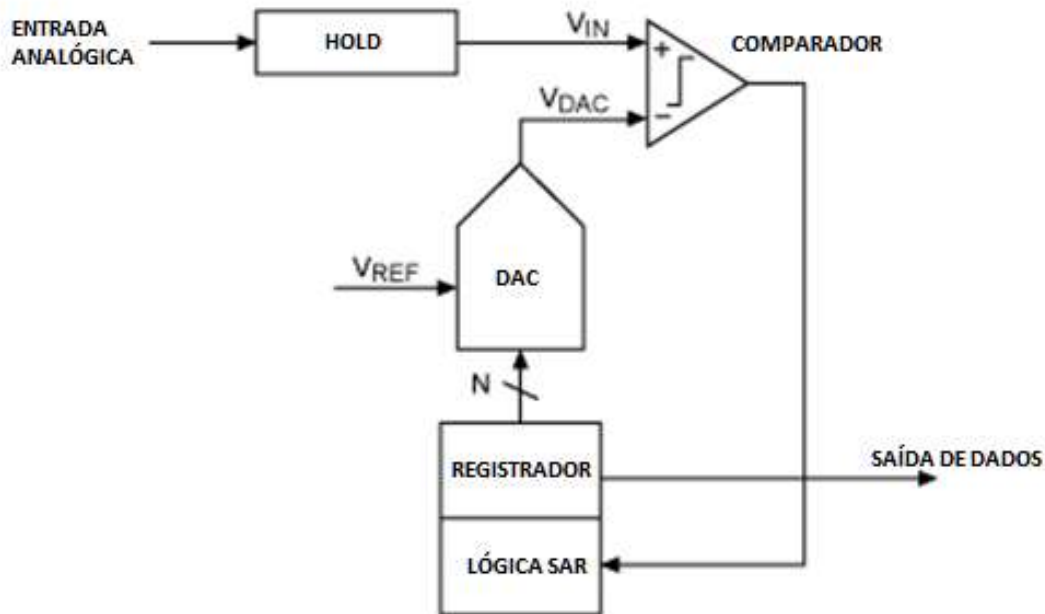 ENTRADA
ANALÓGICA
HOLD
VIN
COMPARADOR
+
VDAC
−
VREF
DAC
N
REGISTRADOR
SAÍDA DE DADOS
LÓGICA SAR